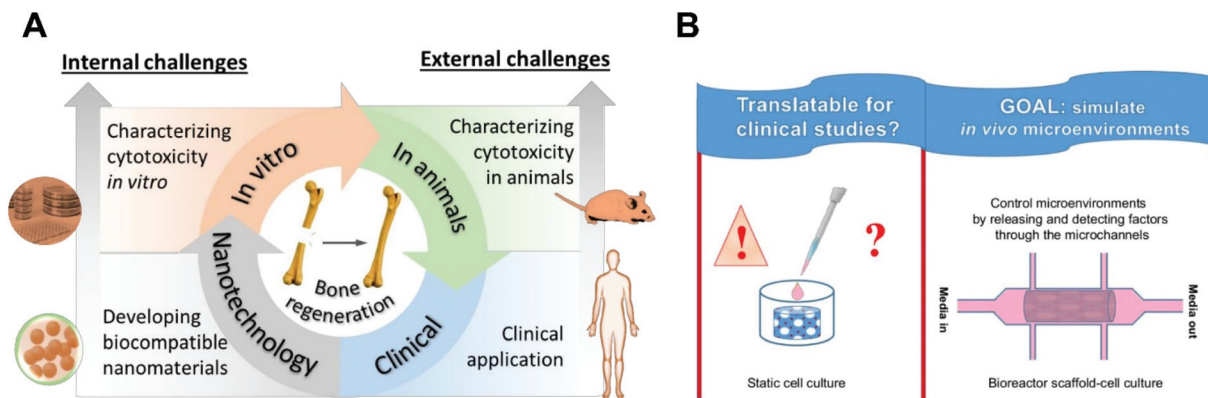 A
Internal challenges
External challenges
Characterizing
cytotoxicity
in vitro
Characterizing
cytotoxicity
in animals
In vitro
In animals
Nanotechnology
Clinical
Bone
regeneration
Developing
biocompatible
nanomaterials
Clinical
application
B
Translatable for
clinical studies?
GOAL: simulate
in vivo microenvironments
!
?
Static cell culture
Control microenvironments
by releasing and detecting factors
through the microchannels
Media in
Media out
Bioreactor scaffold-cell culture